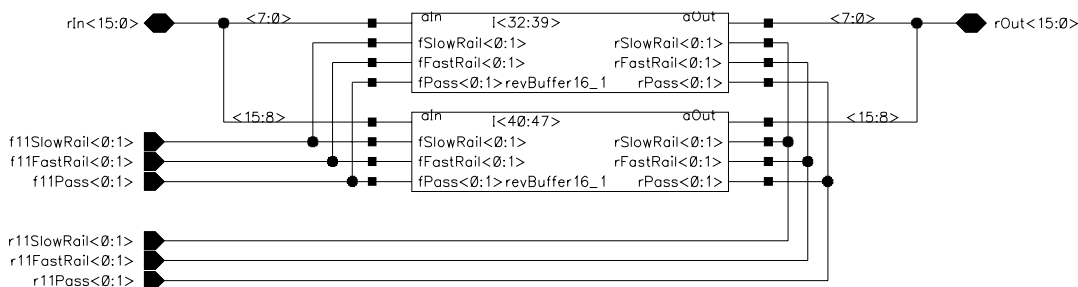 rIn<15:0> <7:0> aIn I<32:39> aOut <7:0> rOut<15:0>
fSlowRail<0:1> rSlowRail<0:1>
fFastRail<0:1> rFastRail<0:1>
fPass<0:1> revBuffer16_1 rPass<0:1>
<15:8> aIn I<40:47> aOut <15:8>
f11SlowRail<0:1> fSlowRail<0:1> rSlowRail<0:1>
f11FastRail<0:1> fFastRail<0:1> rFastRail<0:1>
f11Pass<0:1> fPass<0:1> revBuffer16_1 rPass<0:1>
r11SlowRail<0:1>
r11FastRail<0:1>
r11Pass<0:1>